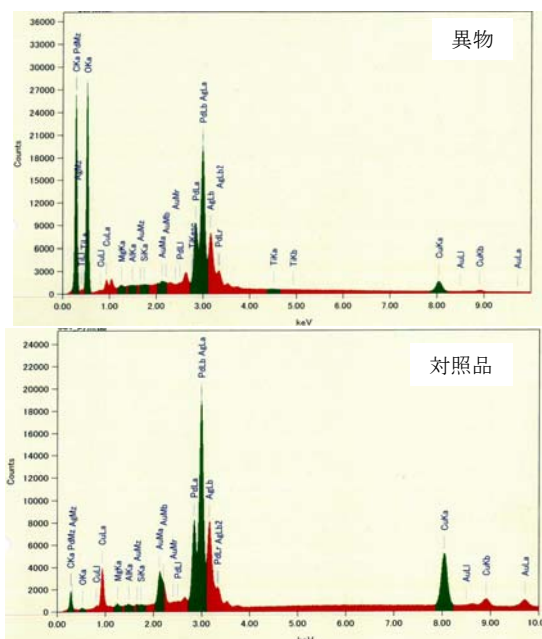 異物
36000
33000
30000
27000
24000
21000
18000
15000
12000
9000
6000
3000
0
Counts
AgMz
CuLl
CuLa
MgKa
AlKa
SiKa
AuMz
AuMa
AuMb
AuMr
PdLl
PdLa
PdLb AgLa
AgLb
AgLb2
PdLr
TiKa
TiKb
CuKa
AuLl
CuKb
AuLa
OKa
0.00 1.00 2.00 3.00 4.00 5.00 6.00 7.00 8.00 9.00
keV
対照品
24000
22000
20000
18000
16000
14000
12000
10000
8000
6000
4000
2000
0
Counts
OKa
CuLl
CuLa
MgKa
AlKa
SiKa
AuMz
AuMa
AuMb
AuMr
PdLl
PdLa
PdLb AgLa
AgLb
PdLr AgLb2
CuKa
AuLl
CuKb
AuLa
0.00 1.00 2.00 3.00 4.00 5.00 6.00 7.00 8.00 9.00 10.0
keV